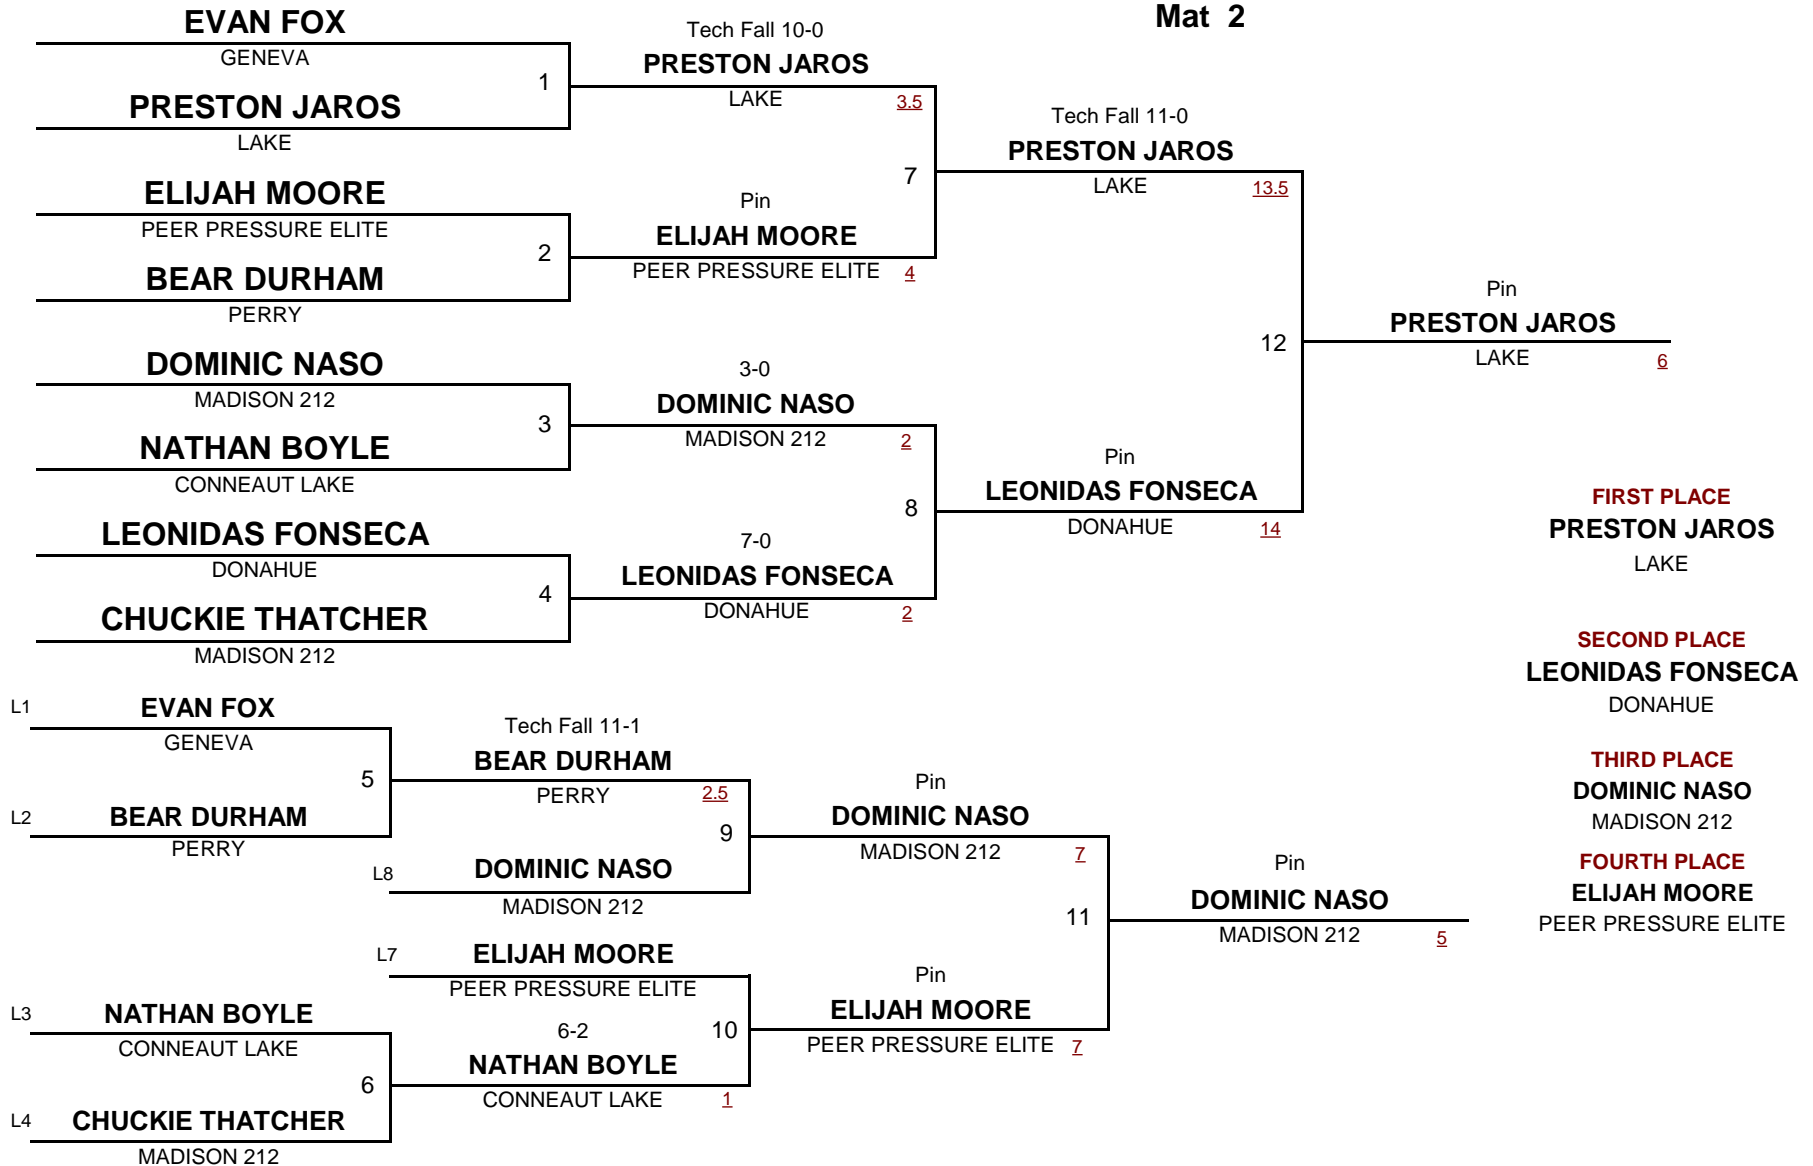 Mat 2
EVAN FOX
GENEVA
1
PRESTON JAROS
LAKE
Tech Fall 10-0
PRESTON JAROS
LAKE 3.5
ELIJAH MOORE
PEER PRESSURE ELITE
2
BEAR DURHAM
PERRY
Pin
ELIJAH MOORE
PEER PRESSURE ELITE 4
7
Tech Fall 11-0
PRESTON JAROS
LAKE 13.5
DOMINIC NASO
MADISON 212
3
NATHAN BOYLE
CONNEAUT LAKE
3-0
DOMINIC NASO
MADISON 212 2
LEONIDAS FONSECA
DONAHUE
4
CHUCKIE THATCHER
MADISON 212
7-0
LEONIDAS FONSECA
DONAHUE 2
8
Pin
LEONIDAS FONSECA
DONAHUE 14
12
Pin
PRESTON JAROS
LAKE 6
FIRST PLACE
PRESTON JAROS
LAKE
SECOND PLACE
LEONIDAS FONSECA
DONAHUE
THIRD PLACE
DOMINIC NASO
MADISON 212
FOURTH PLACE
ELIJAH MOORE
PEER PRESSURE ELITE
L1 EVAN FOX
GENEVA
5
L2 BEAR DURHAM
PERRY
Tech Fall 11-1
BEAR DURHAM
PERRY 2.5
9
L8 DOMINIC NASO
MADISON 212
Pin
DOMINIC NASO
MADISON 212 7
L7 ELIJAH MOORE
PEER PRESSURE ELITE
L3 NATHAN BOYLE
CONNEAUT LAKE
6
L4 CHUCKIE THATCHER
MADISON 212
6-2
NATHAN BOYLE
CONNEAUT LAKE 1
10
Pin
ELIJAH MOORE
PEER PRESSURE ELITE 7
11
Pin
DOMINIC NASO
MADISON 212 5